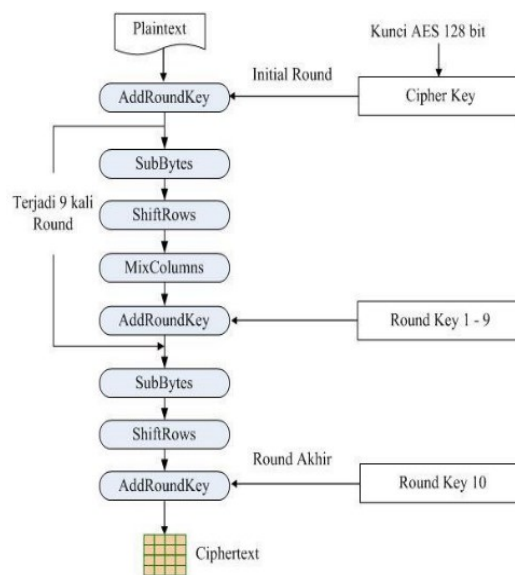 Plaintext
Kunci AES 128 bit
Initial Round
AddRoundKey
Cipher Key
SubBytes
Terjadi 9 kali
Round
ShiftRows
MixColumns
AddRoundKey
Round Key 1 - 9
SubBytes
ShiftRows
Round Akhir
AddRoundKey
Round Key 10
Ciphertext